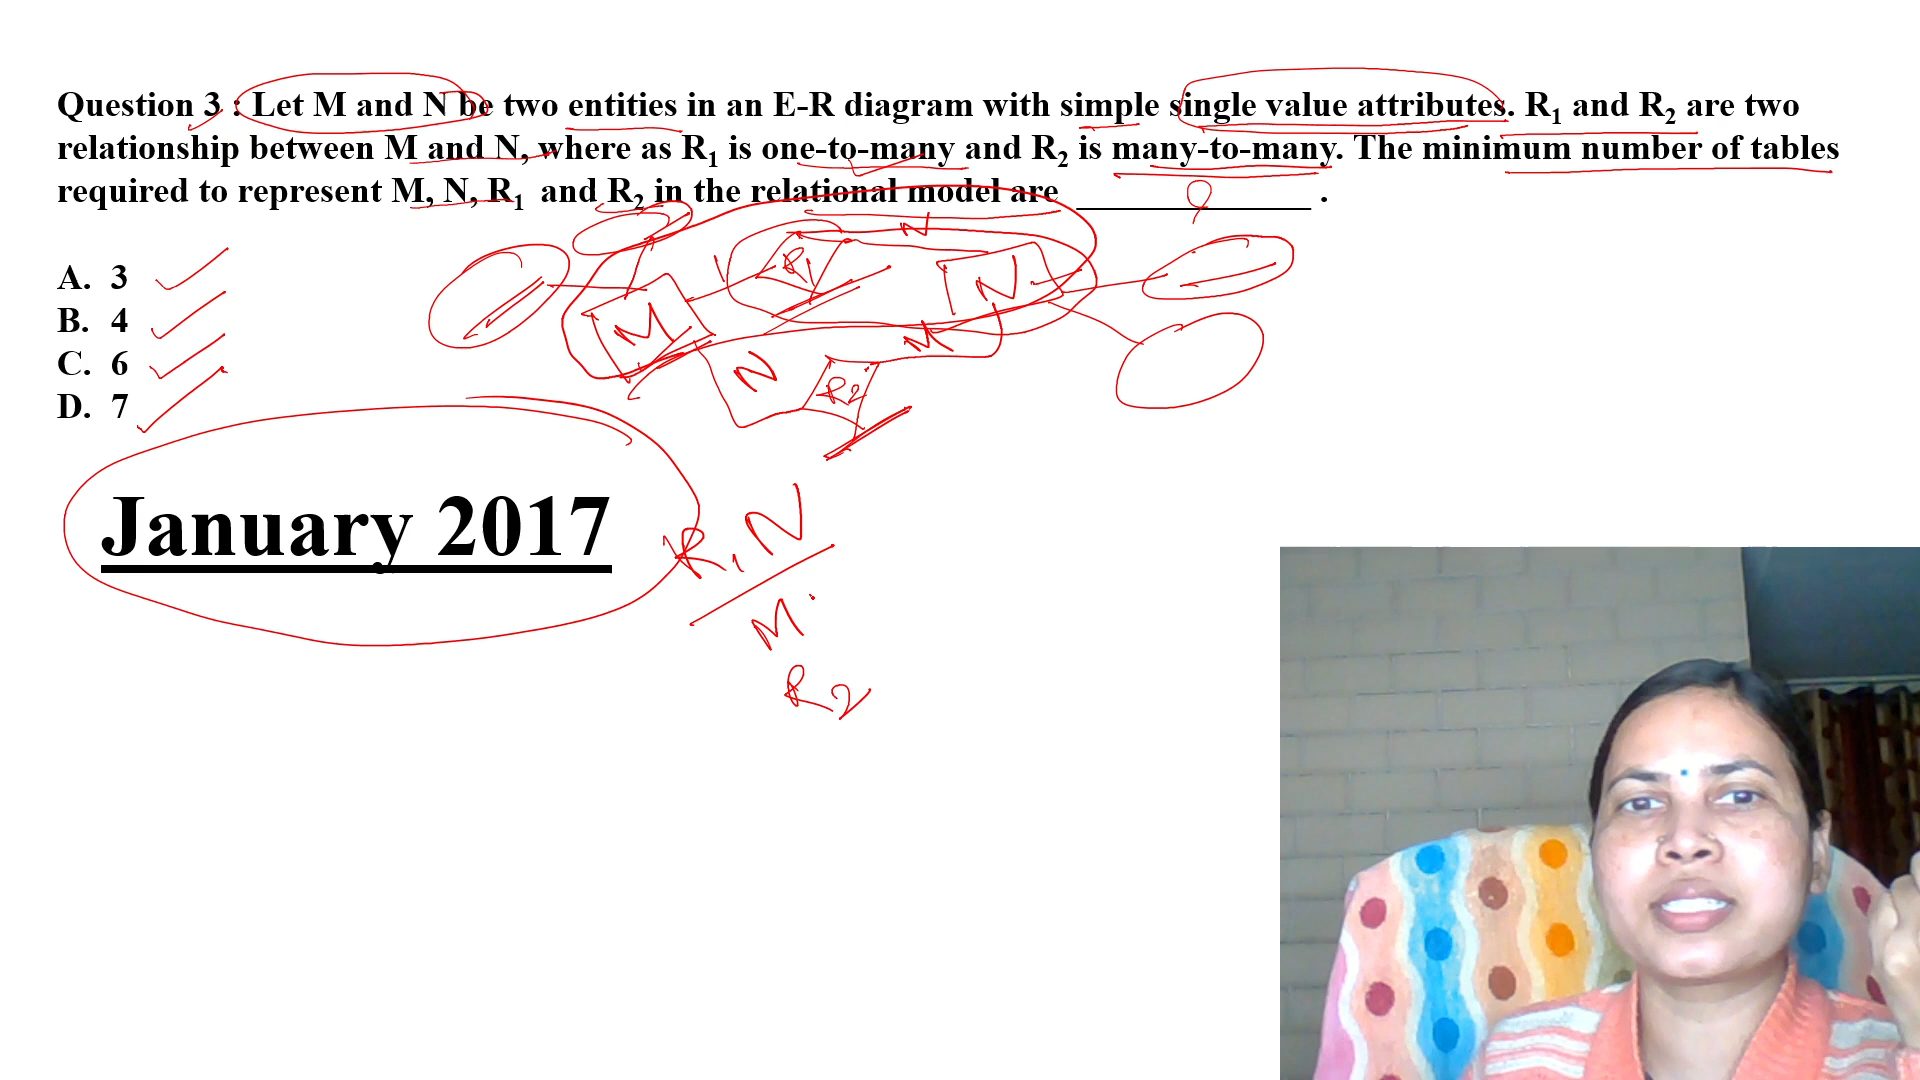 Question 3 : Let M and N be two entities in an E-R diagram with simple single value attributes. R₁ and R₂ are two
relationship between M and N, where as R₁ is one-to-many and R₂ is many-to-many. The minimum number of tables
required to represent M, N, R₁ and R₂ in the relational model are ____________ .
A. 3
B. 4
C. 6
D. 7
M 1 R1 N N
N R2 M
January 2017
R1N
M
R2